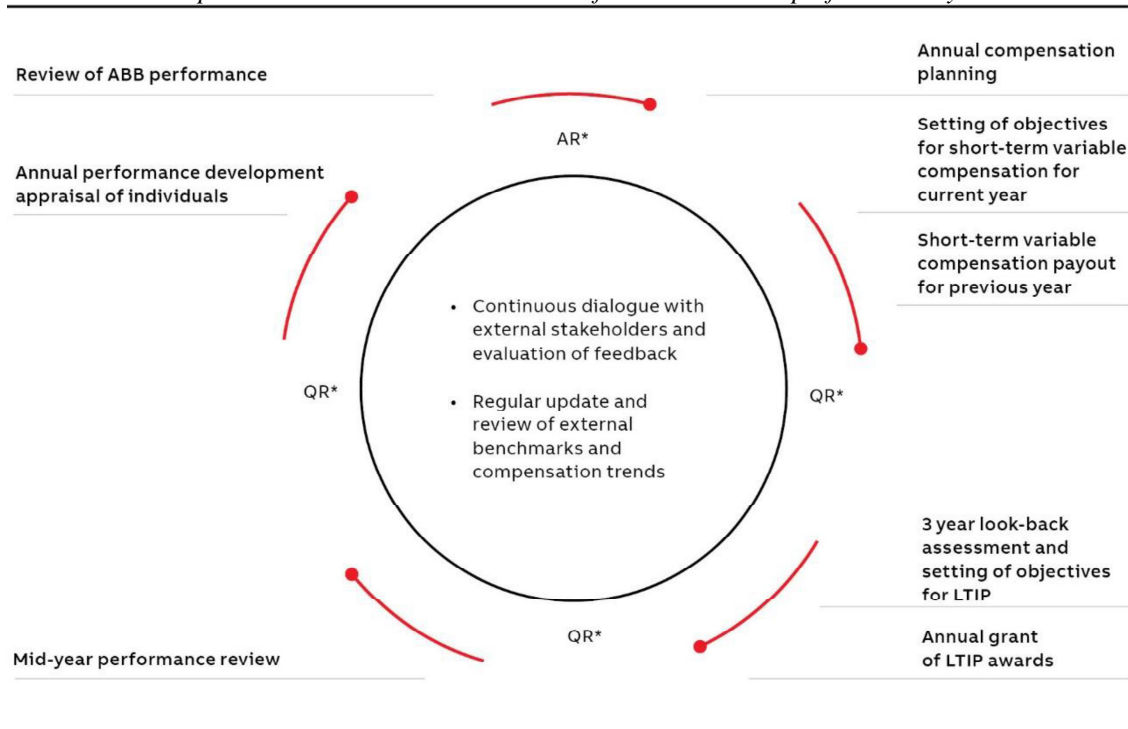 Review of ABB performance
Annual compensation
planning
AR*
Annual performance development
appraisal of individuals
Setting of objectives
for short-term variable
compensation for
current year
Short-term variable
compensation payout
for previous year
• Continuous dialogue with
external stakeholders and
evaluation of feedback
• Regular update and
review of external
benchmarks and
compensation trends
QR*
QR*
3 year look-back
assessment and
setting of objectives
for LTIP
QR*
Mid-year performance review
Annual grant
of LTIP awards